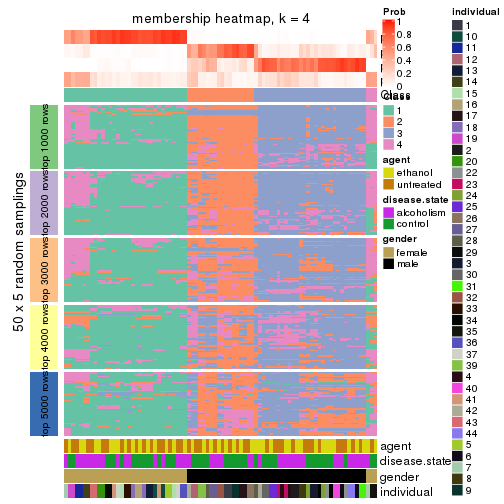 membership heatmap, k = 4
Prob
1
0.8
0.6
0.4
0.2
0
Class
1
2
3
4
agent
ethanol
untreated
disease.state
alcoholism
control
gender
female
male
individual
1
10
11
12
13
14
15
16
17
18
19
2
20
22
23
24
25
26
27
28
29
3
30
31
32
33
34
35
36
37
39
4
40
41
42
43
44
5
6
7
8
9
50 x 5 random samplings
top 1000 rows
top 2000 rows
top 3000 rows
top 4000 rows
top 5000 rows
agent
disease.state
gender
individual